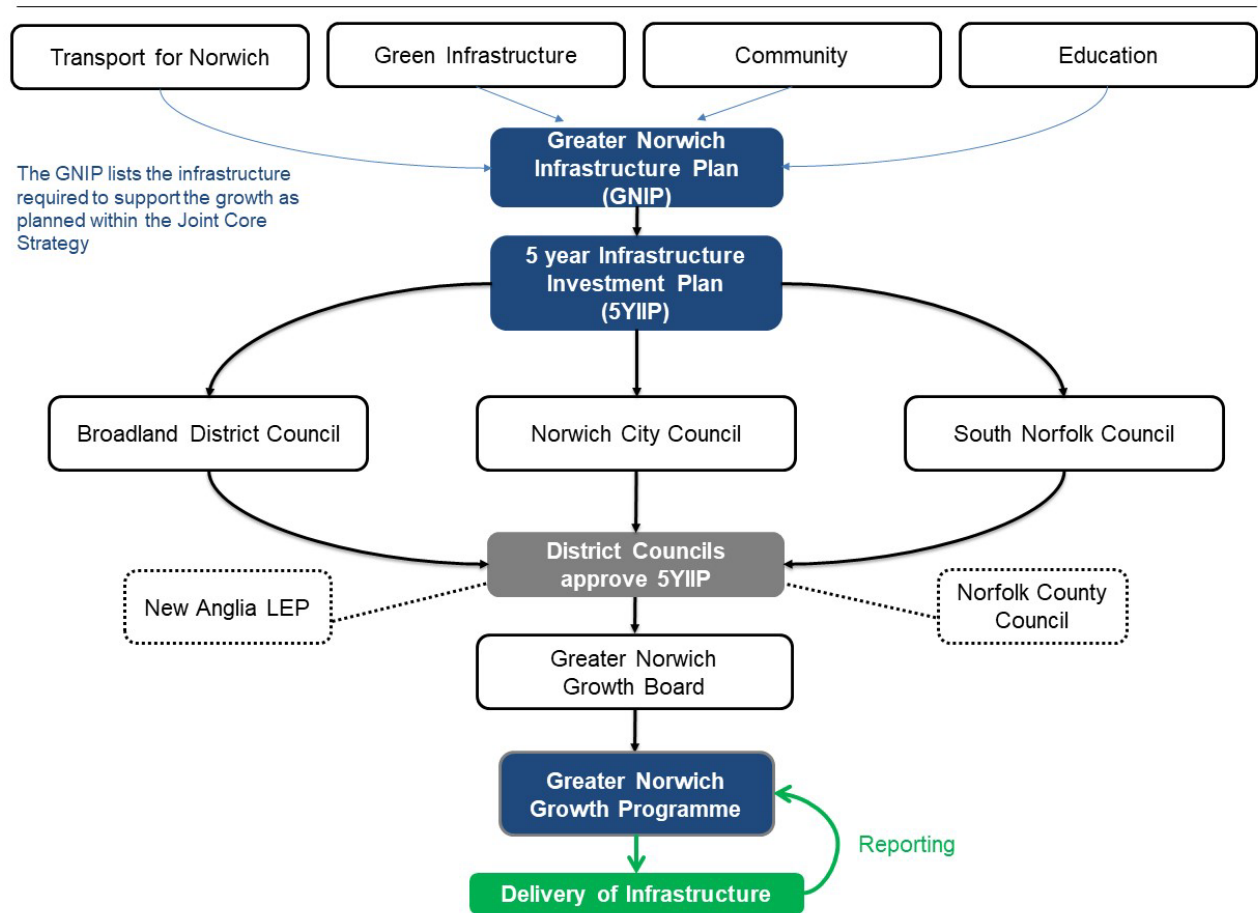 Transport for Norwich
Green Infrastructure
Community
Education
Greater Norwich
Infrastructure Plan
(GNIP)
The GNIP lists the infrastructure
required to support the growth as
planned within the Joint Core
Strategy
5 year Infrastructure
Investment Plan
(5YIIP)
Broadland District Council
Norwich City Council
South Norfolk Council
District Councils
approve 5YIIP
New Anglia LEP
Norfolk County
Council
Greater Norwich
Growth Board
Greater Norwich
Growth Programme
Reporting
Delivery of Infrastructure